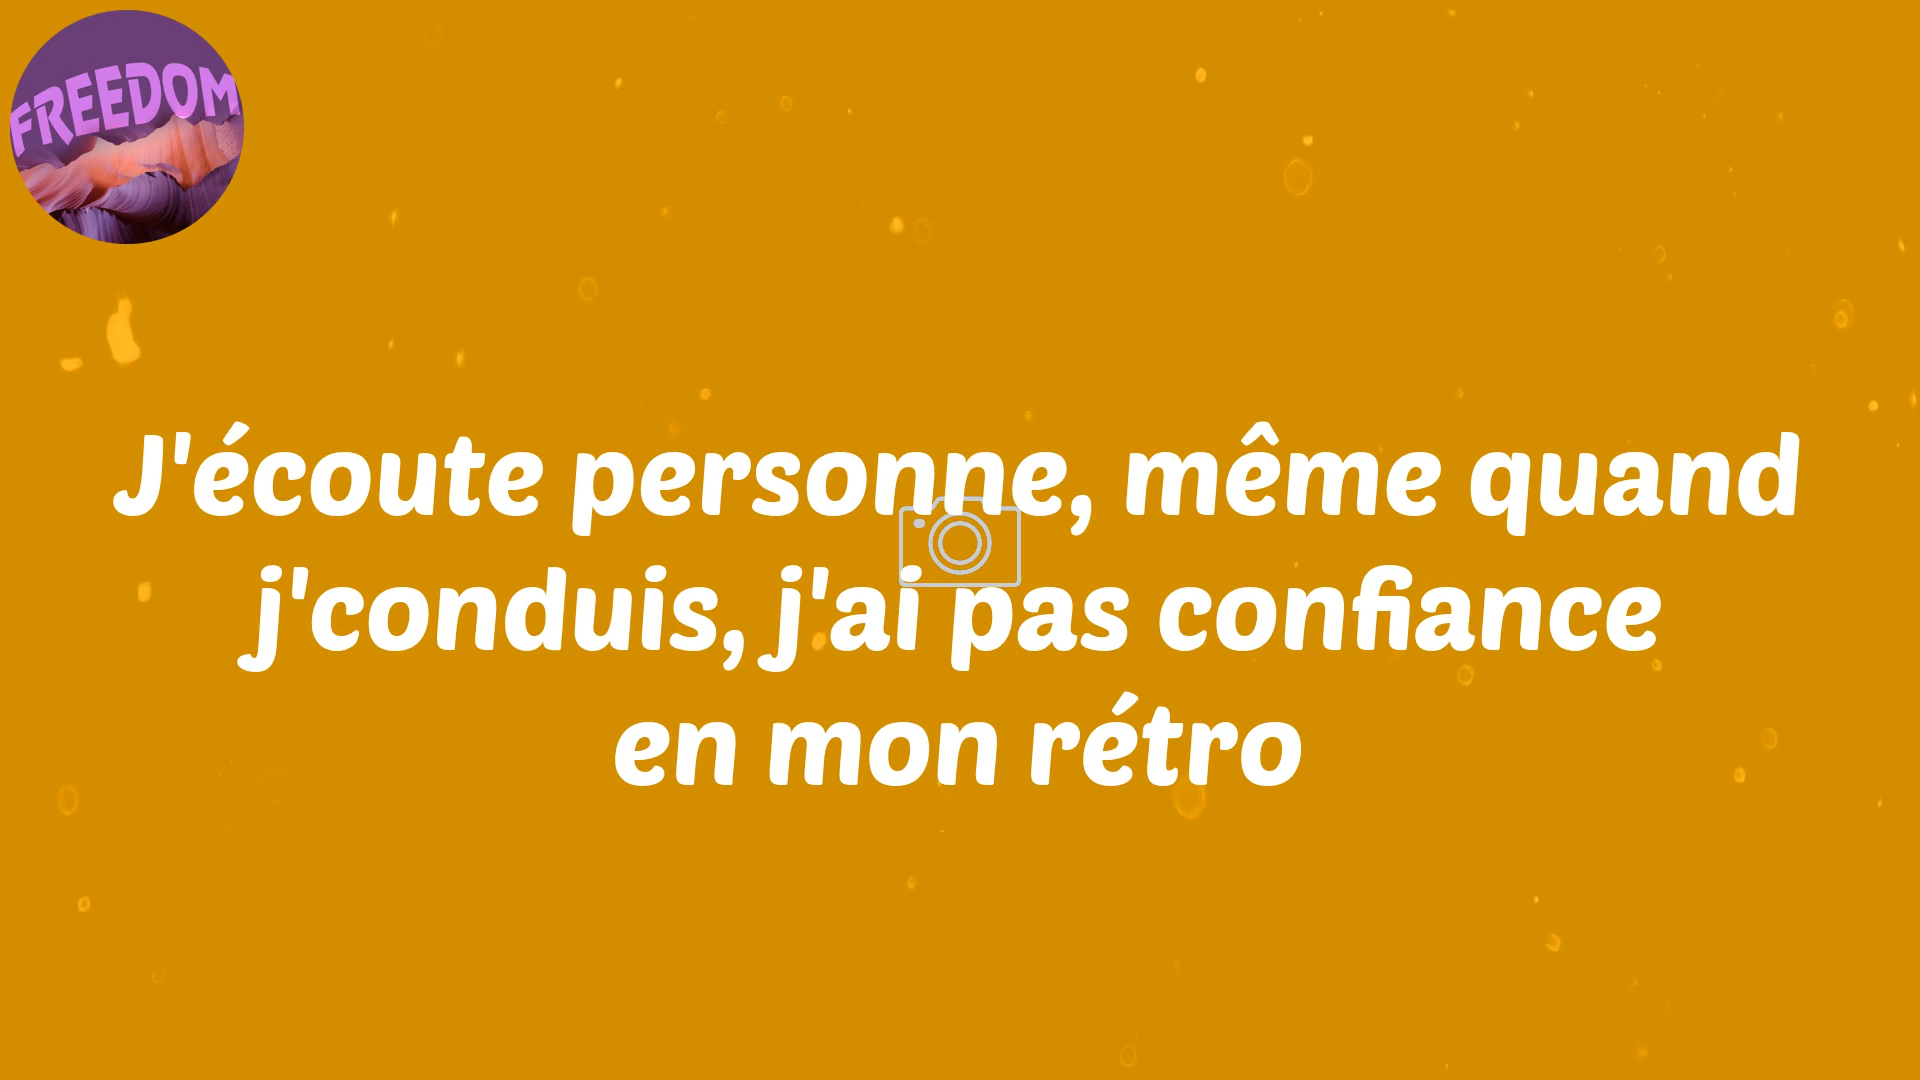 FREEDOM
J'écoute personne, même quand
j'conduis, j'ai pas confiance
en mon rétro